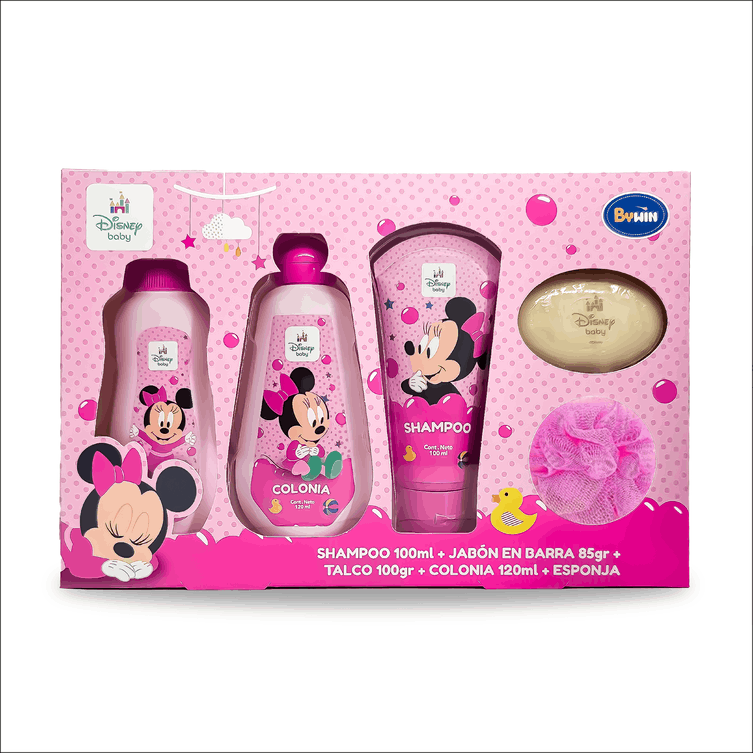 Disney
baby
BYWIN
Disney
baby
Disney
baby
COLONIA
Cont. Neto
120 ml
Disney
baby
SHAMPOO
Cont. Neto
100 ml
Disney
baby
SHAMPOO 100ml + JABÓN EN BARRA 85gr +
TALCO 100gr + COLONIA 120ml + ESPONJA